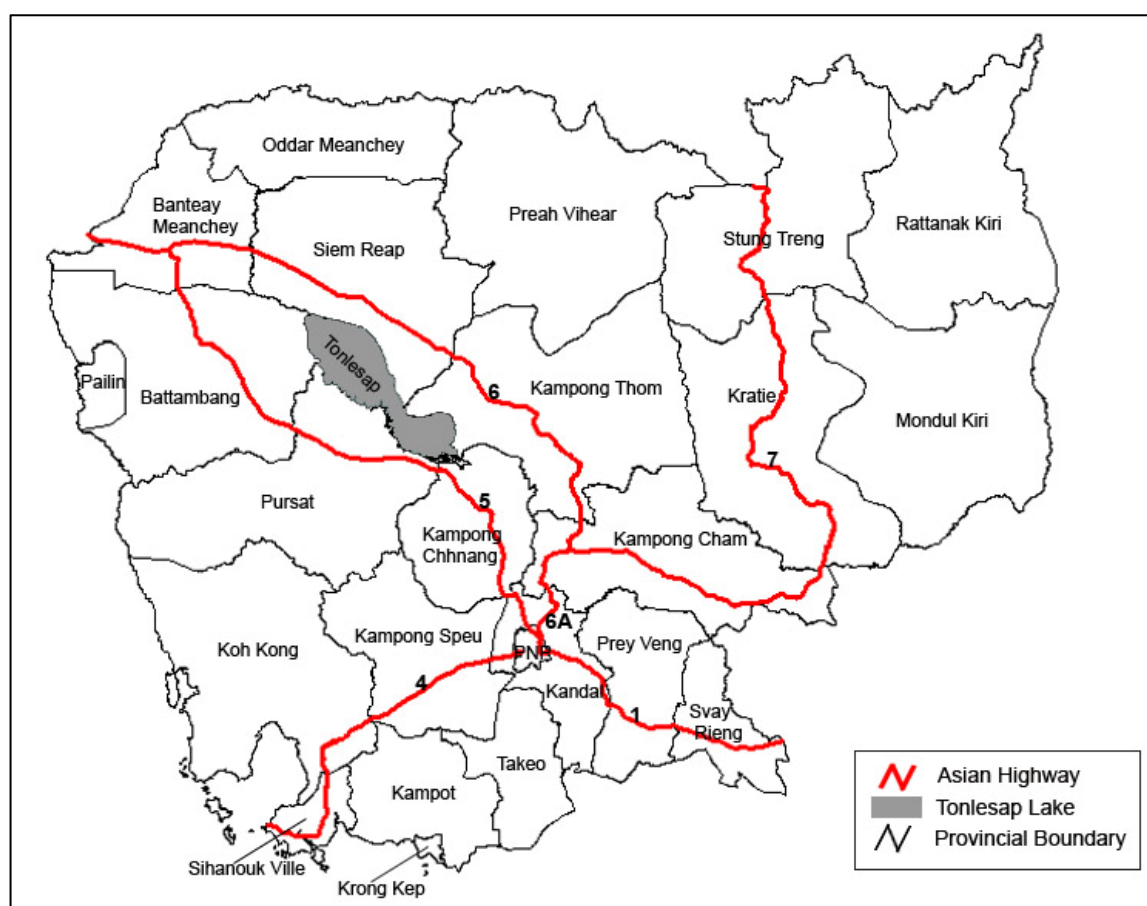 Oddar Meanchey
Banteay
Meanchey
Preah Vihear
Siem Reap
Stung Treng
Rattanak Kiri
Tonlesap
Pailin
Battambang
6
Kampong Thom
Kratie
Mondul Kiri
7
Pursat
5
Kampong
Chhnang
Kampong Cham
6A
Kampong Speu
Prey Veng
Koh Kong
PNP
4
Kandal
1
Svay
Rieng
Takeo
Kampot
Sihanouk Ville
Krong Kep
Asian Highway
Tonlesap Lake
Provincial Boundary